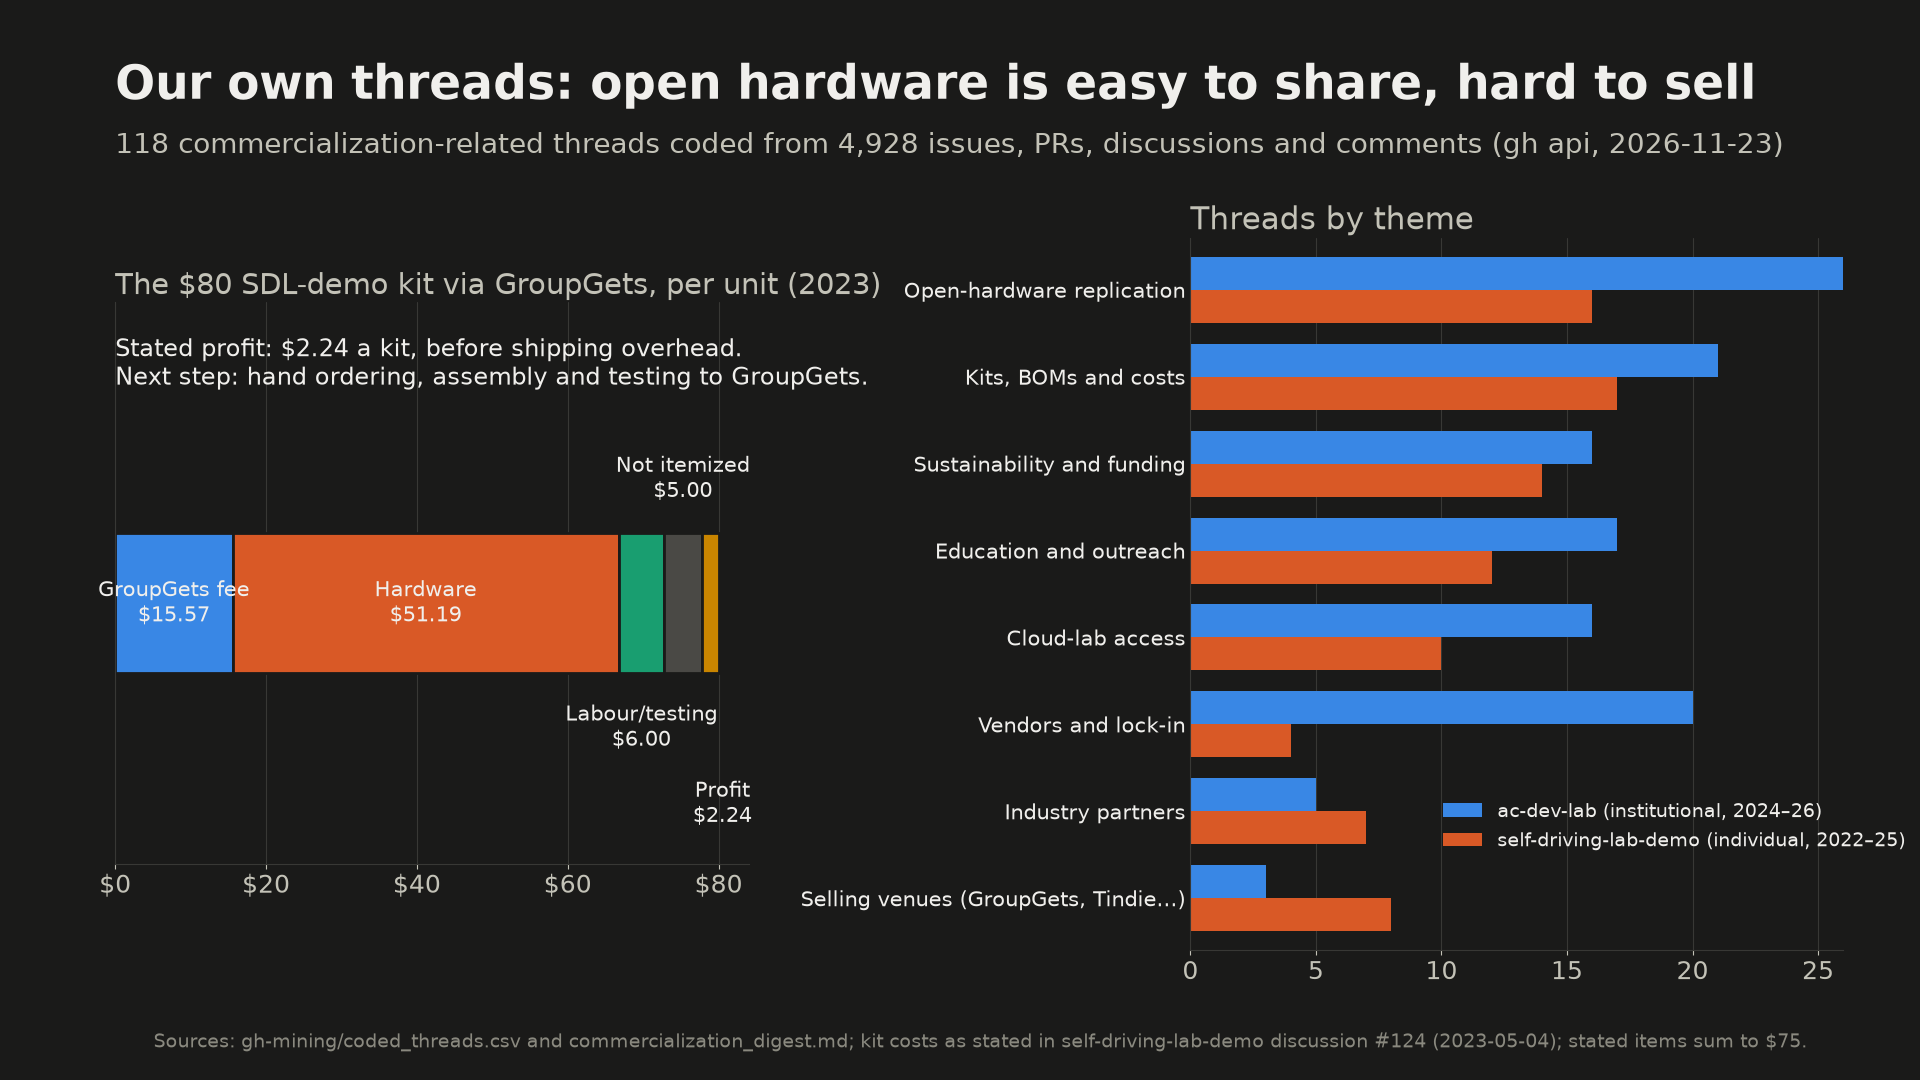 Our own threads: open hardware is easy to share, hard to sell
118 commercialization-related threads coded from 4,928 issues, PRs, discussions and comments (gh api, 2026-11-23)
The $80 SDL-demo kit via GroupGets, per unit (2023)
Stated profit: $2.24 a kit, before shipping overhead.
Next step: hand ordering, assembly and testing to GroupGets.
Not itemized
$5.00
GroupGets fee
$15.57
Hardware
$51.19
Labour/testing
$6.00
Profit
$2.24
$0
$20
$40
$60
$80
Threads by theme
Open-hardware replication
Kits, BOMs and costs
Sustainability and funding
Education and outreach
Cloud-lab access
Vendors and lock-in
Industry partners
Selling venues (GroupGets, Tindie…)
ac-dev-lab (institutional, 2024–26)
self-driving-lab-demo (individual, 2022–25)
0
5
10
15
20
25
Sources: gh-mining/coded_threads.csv and commercialization_digest.md; kit costs as stated in self-driving-lab-demo discussion #124 (2023-05-04); stated items sum to $75.